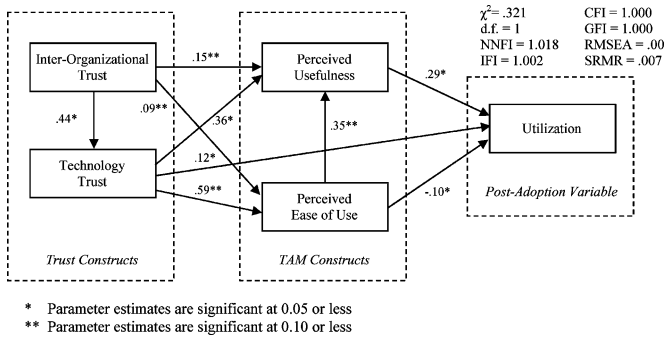 χ²= .321 CFI = 1.000
d.f. = 1 GFI = 1.000
NNFI = 1.018 RMSEA = .00
IFI = 1.002 SRMR = .007
Inter-Organizational
Trust
.15**
Perceived
Usefulness
.29*
.44*
.09**
.36*
.35**
Utilization
Technology
Trust
.12*
.59**
Perceived
Ease of Use
-.10*
Post-Adoption Variable
Trust Constructs
TAM Constructs
* Parameter estimates are significant at 0.05 or less
** Parameter estimates are significant at 0.10 or less